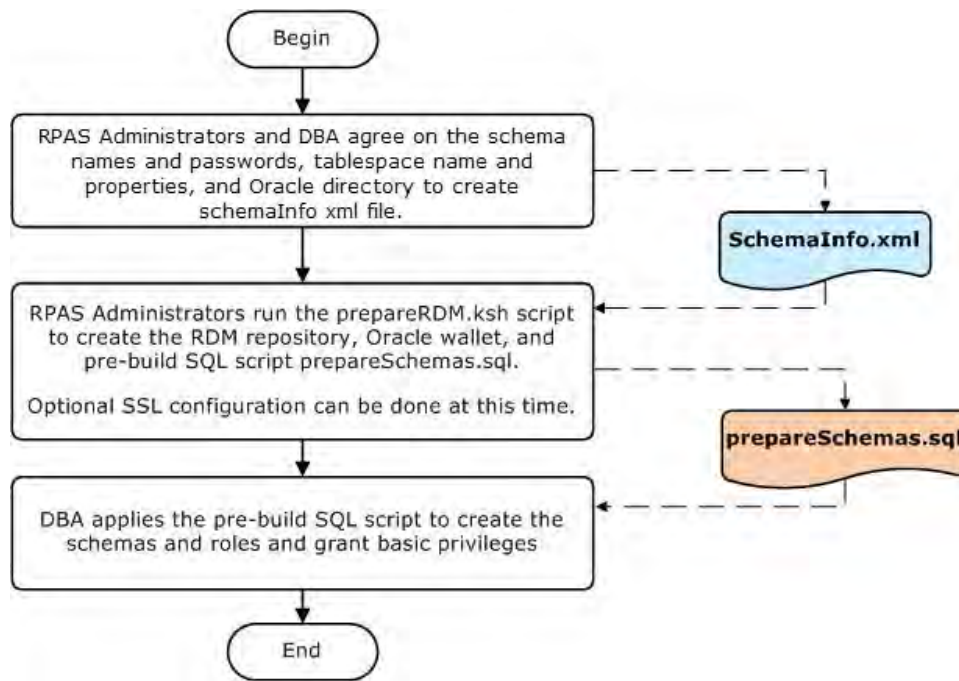 Begin
RPAS Administrators and DBA agree on the schema
names and passwords, tablespace name and
properties, and Oracle directory to create
schemaInfo xml file.
SchemaInfo.xml
RPAS Administrators run the prepareRDM.ksh script
to create the RDM repository, Oracle wallet, and
pre-build SQL script prepareSchemas.sql.
Optional SSL configuration can be done at this time.
prepareSchemas.sql
DBA applies the pre-build SQL script to create the
schemas and roles and grant basic privileges
End